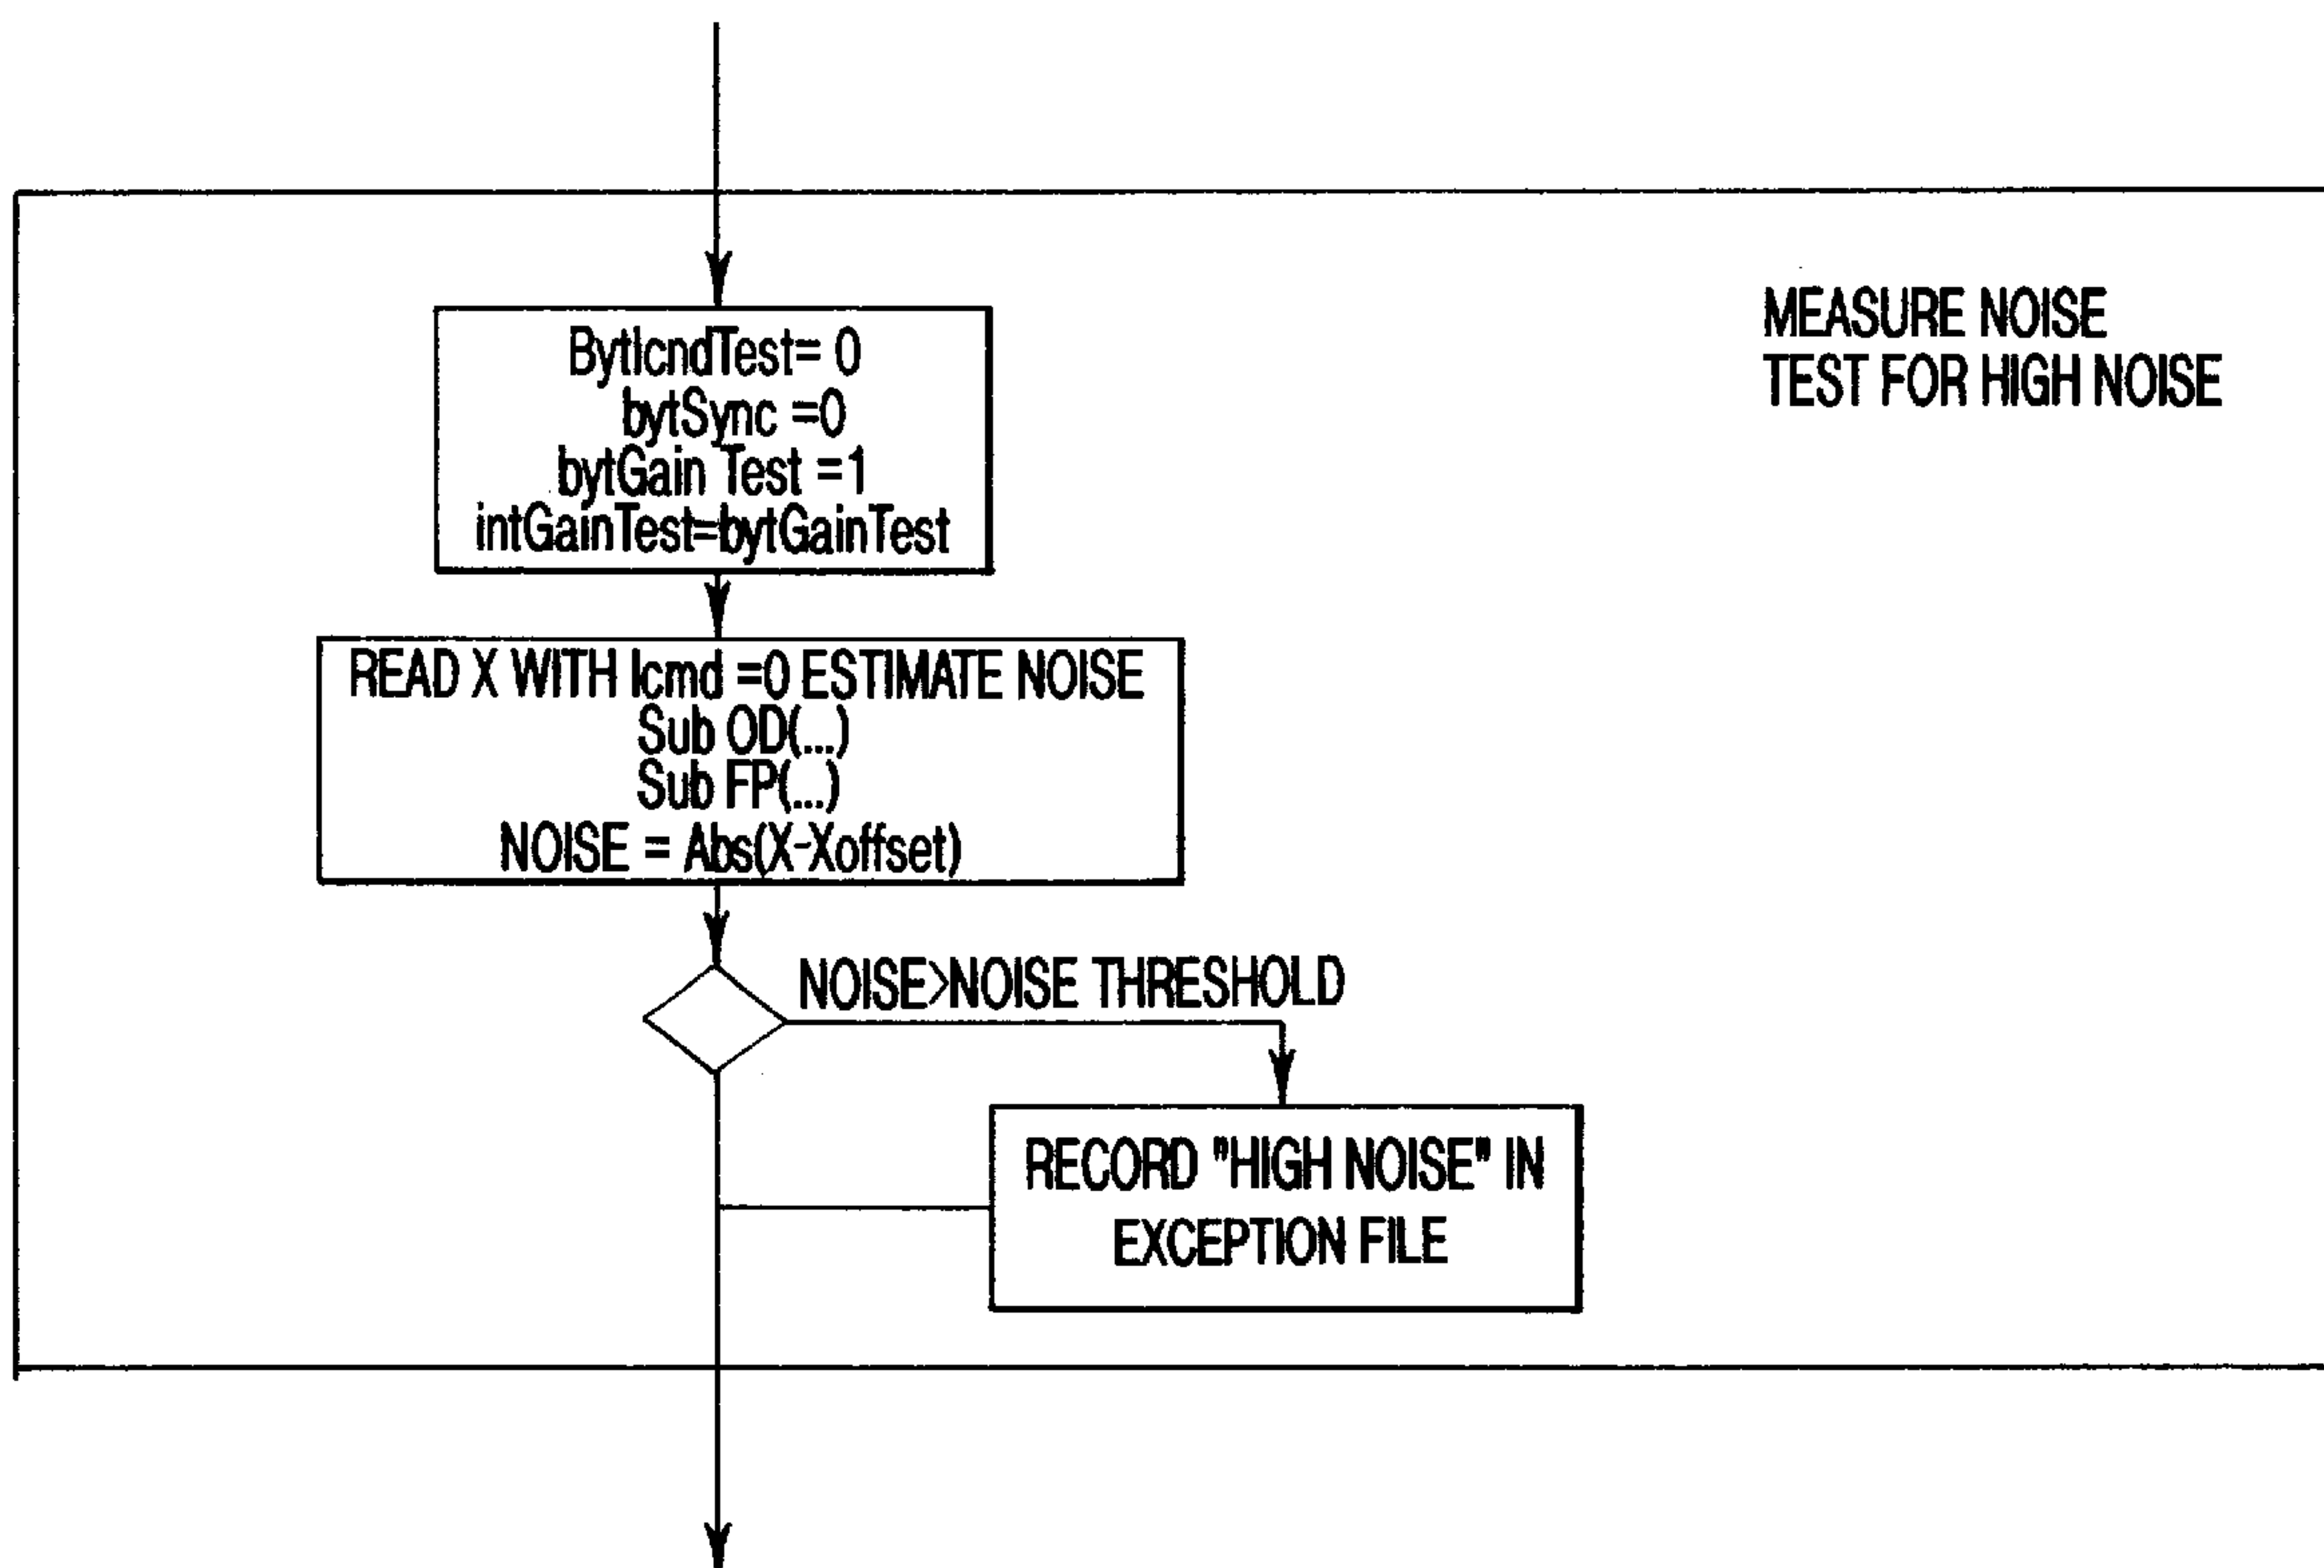 MEASURE NOISE
TEST FOR HIGH NOISE
BytIcndTest= 0
bytSync =0
bytGain Test =1
intGainTest=bytGainTest
READ X WITH Icmd =0 ESTIMATE NOISE
Sub OD(...)
Sub FP(...)
NOISE = Abs(X-Xoffset)
NOISE>NOISE THRESHOLD
RECORD "HIGH NOISE" IN
EXCEPTION FILE